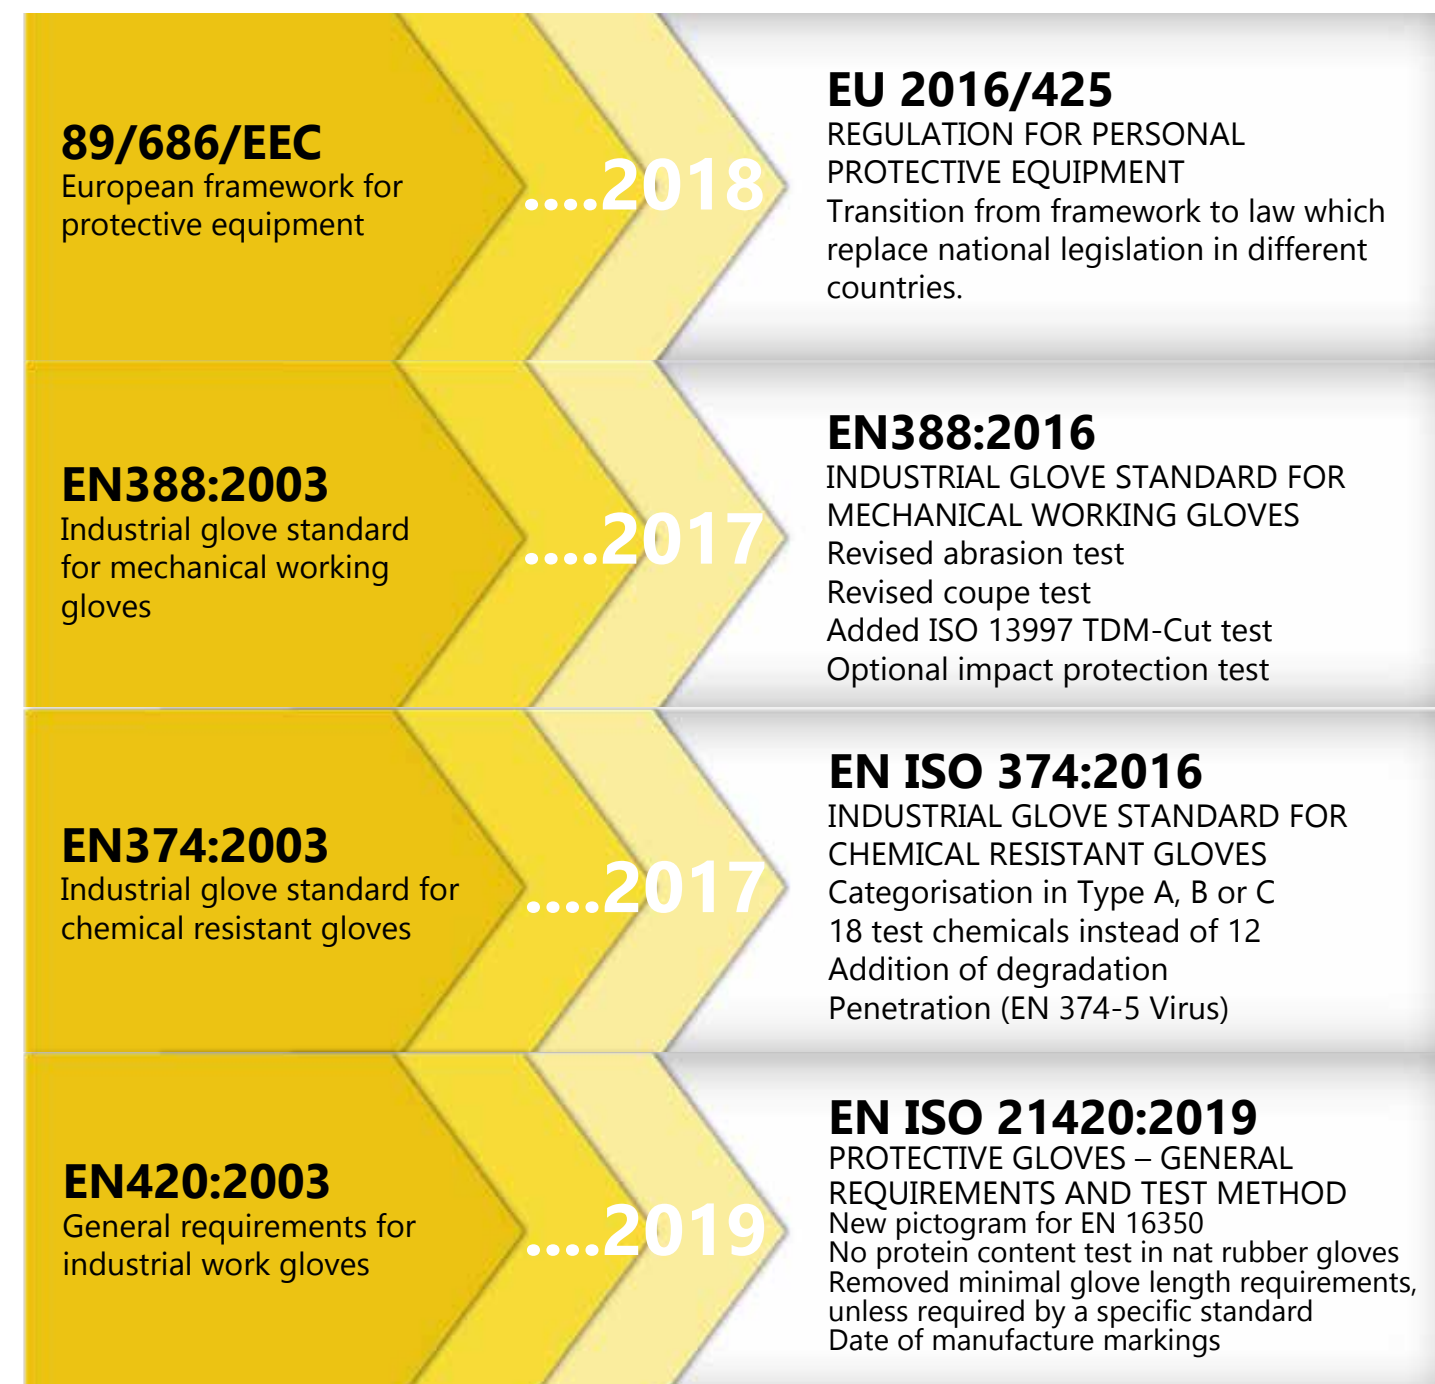 89/686/EEC
European framework for
protective equipment
....2018
EU 2016/425
REGULATION FOR PERSONAL
PROTECTIVE EQUIPMENT
Transition from framework to law which
replace national legislation in different
countries.
EN388:2003
Industrial glove standard
for mechanical working
gloves
....2017
EN388:2016
INDUSTRIAL GLOVE STANDARD FOR
MECHANICAL WORKING GLOVES
Revised abrasion test
Revised coupe test
Added ISO 13997 TDM-Cut test
Optional impact protection test
EN374:2003
Industrial glove standard for
chemical resistant gloves
....2017
EN ISO 374:2016
INDUSTRIAL GLOVE STANDARD FOR
CHEMICAL RESISTANT GLOVES
Categorisation in Type A, B or C
18 test chemicals instead of 12
Addition of degradation
Penetration (EN 374-5 Virus)
EN420:2003
General requirements for
industrial work gloves
....2019
EN ISO 21420:2019
PROTECTIVE GLOVES – GENERAL
REQUIREMENTS AND TEST METHOD
New pictogram for EN 16350
No protein content test in nat rubber gloves
Removed minimal glove length requirements,
unless required by a specific standard
Date of manufacture markings